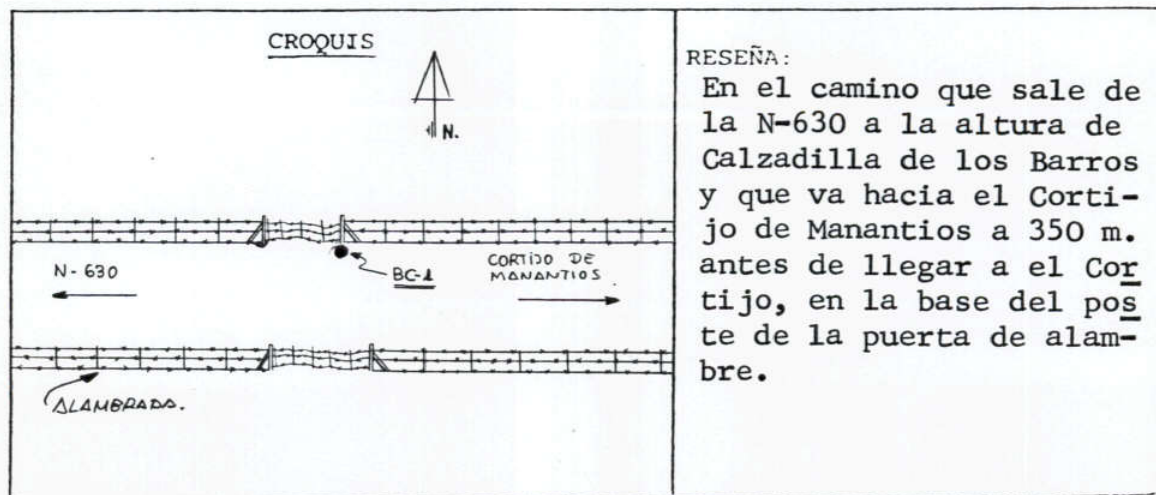 CROQUIS
N.
N-630
BC-1
CORTIJO DE
MANANTIOS
ALAMBRADA.
RESEÑA:
En el camino que sale de
la N-630 a la altura de
Calzadilla de los Barros
y que va hacia el Corti-
jo de Manantios a 350 m.
antes de llegar a el Cor
tijo, en la base del pos
te de la puerta de alam-
bre.